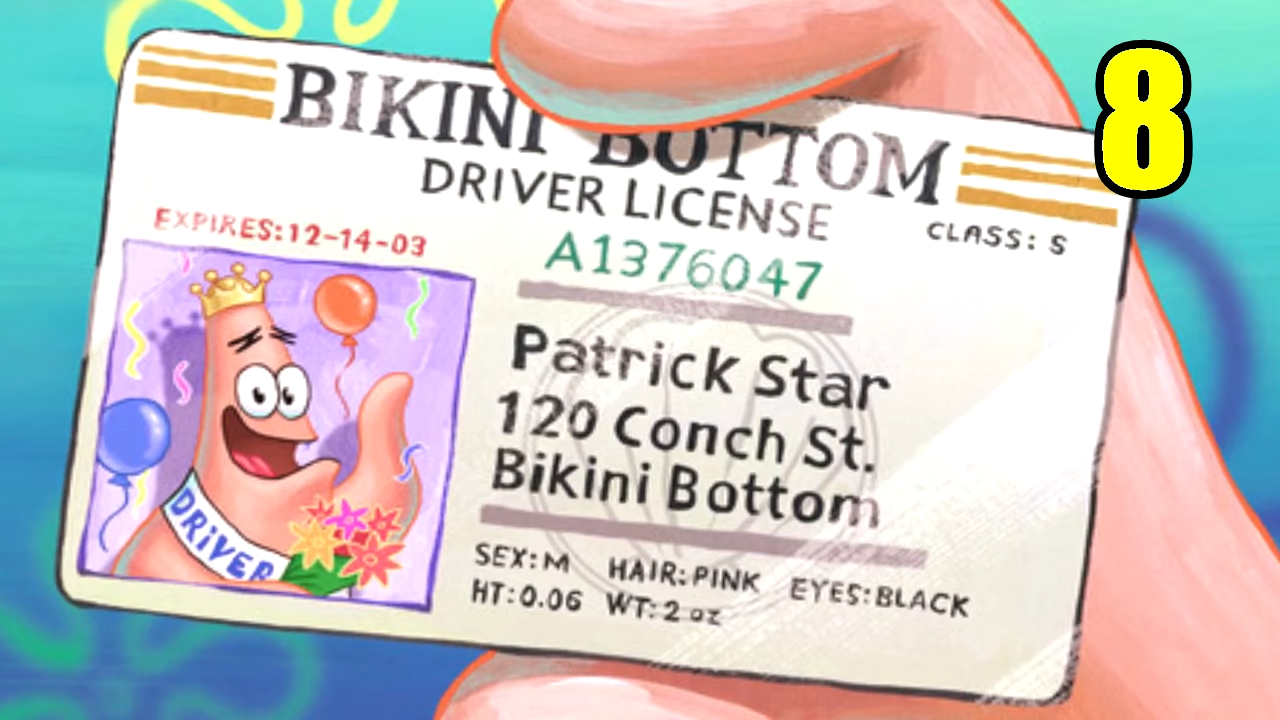 8
BIKINI BOTTOM
DRIVER LICENSE
EXPIRES:12-14-03
CLASS: S
A1376047
Patrick Star
120 Conch St.
Bikini Bottom
DRIVER
SEX:M HAIR:PINK EYES:BLACK
HT:0.06 WT:2 oz